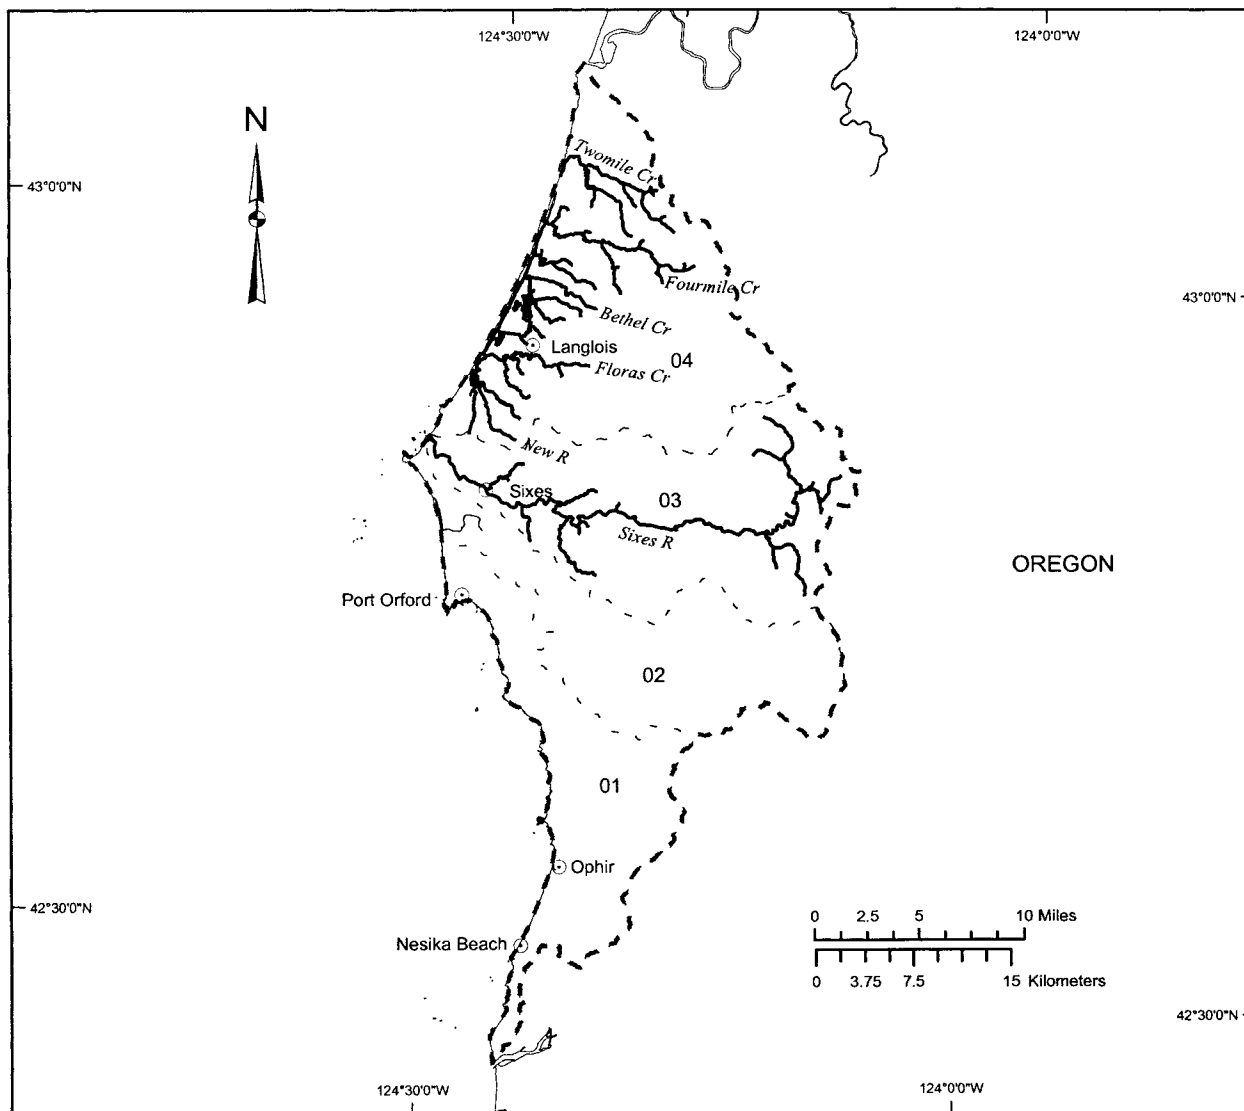 124°30'0"W
124°0'0"W
N
Twomile Cr
43°0'0"N
Fourmile Cr
43°0'0"N
Bethel Cr
Langlois
04
Floras Cr
New R
Sixes
03
Sixes R
OREGON
Port Orford
02
01
Ophir
42°30'0"N
0 2.5 5 10 Miles
Nesika Beach
0 3.75 7.5 15 Kilometers
42°30'0"N
124°30'0"W
124°0'0"W